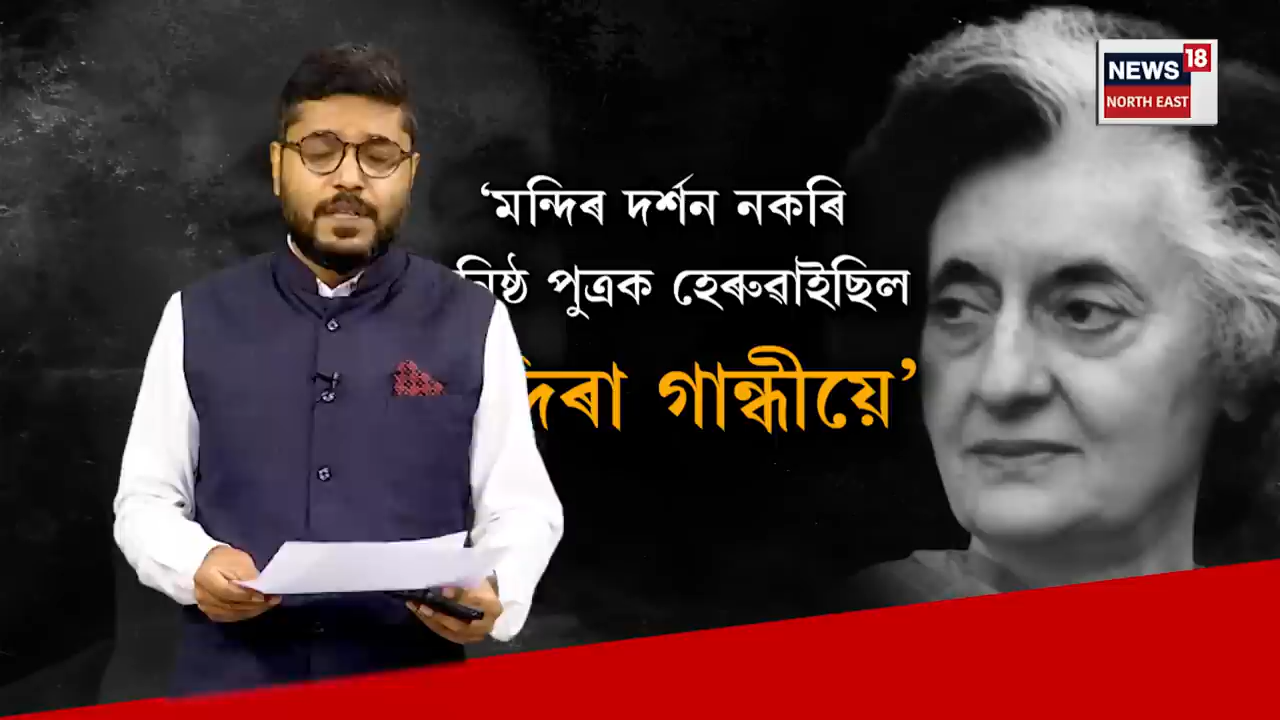 ‘মন্দিৰ দৰ্শন নকৰি
পুত্ৰক হেৰুৱাইছিল
গান্ধীয়ে’
NEWS 18
NORTH EAST